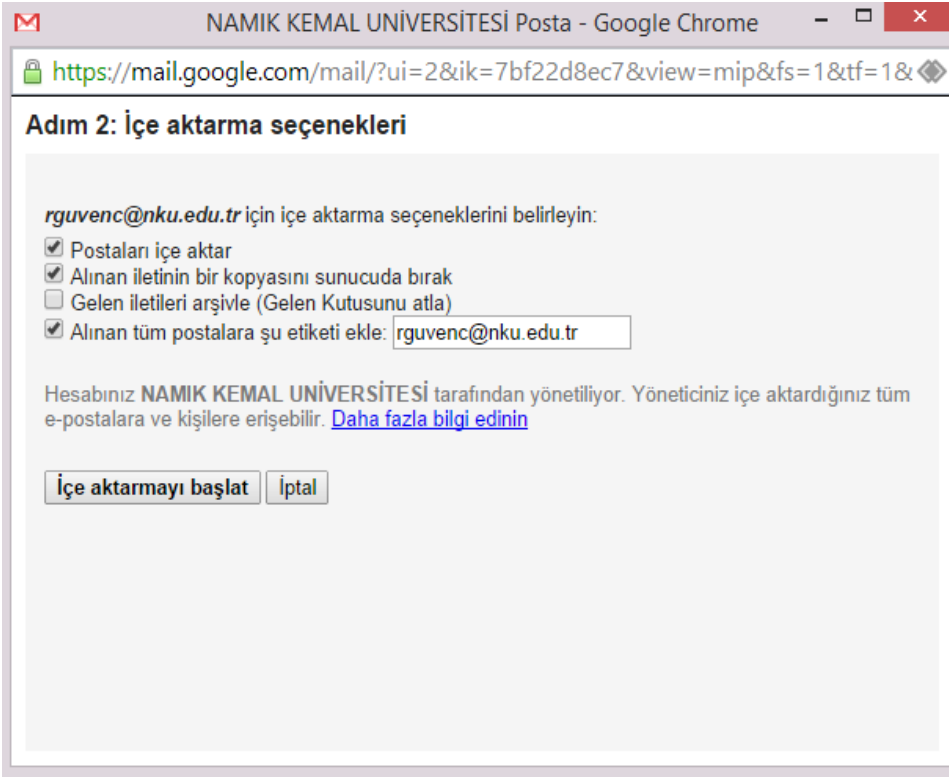 NAMIK KEMAL UNİVERSİTESİ Posta - Google Chrome
https://mail.google.com/mail/?ui=2&ik=7bf22d8ec7&view=mip&fs=1&tf=1&
Adım 2: İçe aktarma seçenekleri
rguvenc@nku.edu.tr için içe aktarma seçeneklerini belirleyin:
Postaları içe aktar
Alınan iletinin bir kopyasını sunucuda bırak
Gelen iletileri arşivle (Gelen Kutusunu atla)
Alınan tüm postalara şu etiketi ekle: rguvenc@nku.edu.tr
Hesabınız NAMIK KEMAL UNİVERSİTESİ tarafından yönetiliyor. Yöneticiniz içe aktardığınız tüm
e-postalara ve kişilere erişebilir. Daha fazla bilgi edinin
İçe aktarmayı başlat İptal